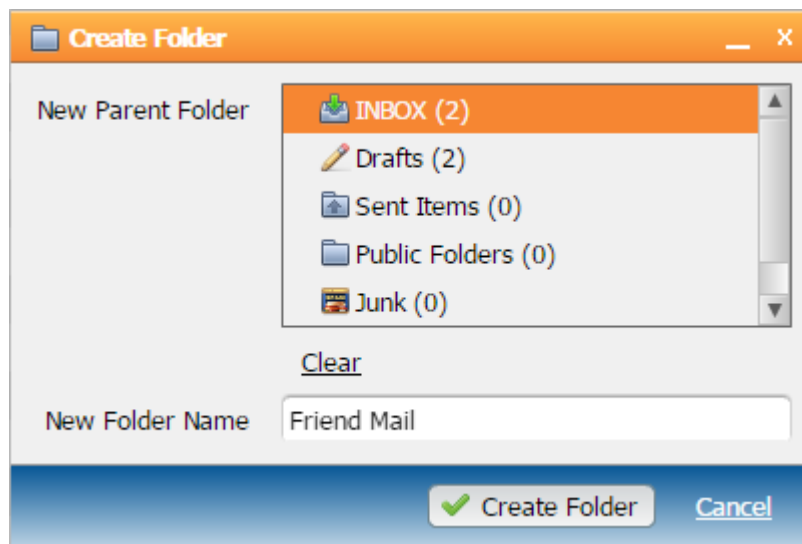 Create Folder
New Parent Folder
INBOX (2)
Drafts (2)
Sent Items (0)
Public Folders (0)
Junk (0)
Clear
New Folder Name Friend Mail
Create Folder Cancel